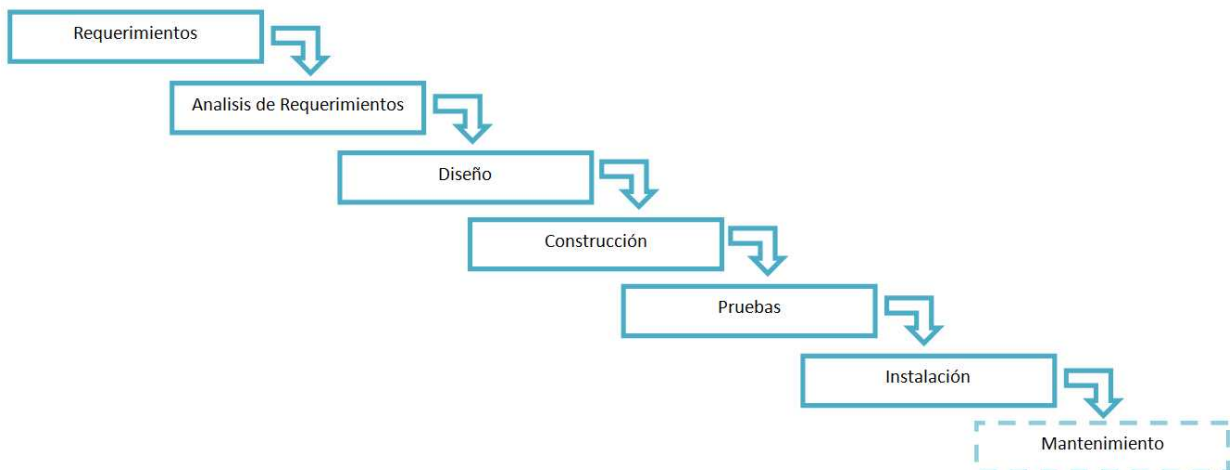 Requerimientos
Analisis de Requerimientos
Diseño
Construcción
Pruebas
Instalación
Mantenimiento